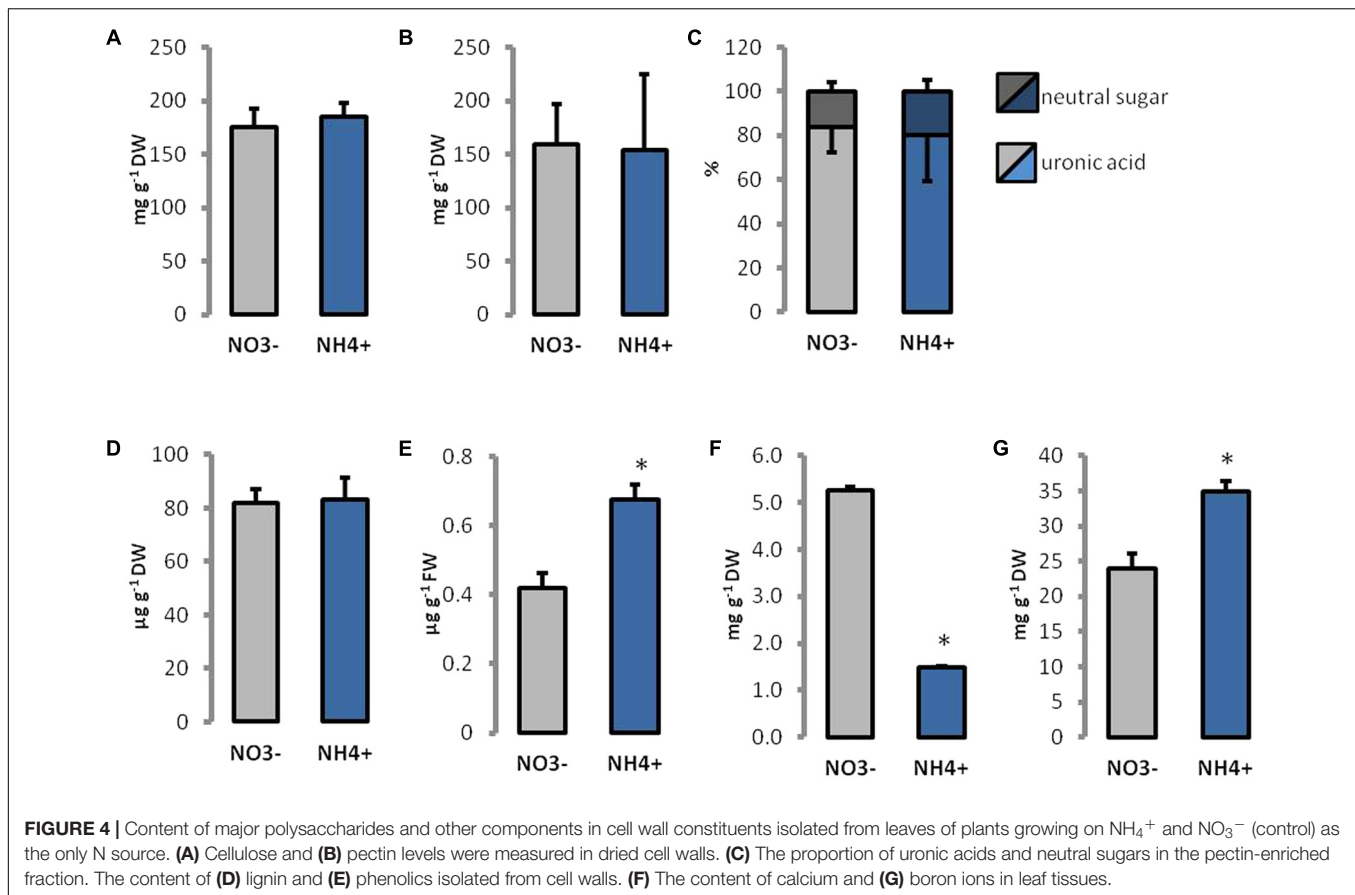 A
B
C
250
200
150
100
50
0
mg g-1 DW
NO3-
NH4+
250
200
150
100
50
0
mg g-1 DW
NO3-
NH4+
120
100
80
60
40
20
0
%
NO3-
NH4+
neutral sugar
uronic acid
D
E
F
G
100
80
60
40
20
0
µg g-1 DW
NO3-
NH4+
0.8
0.6
0.4
0.2
0
µg g-1 FW
*
NO3-
NH4+
6.0
5.0
4.0
3.0
2.0
1.0
0.0
mg g-1 DW
*
NO3-
NH4+
40
35
30
25
20
15
10
5
0
mg g-1 DW
*
NO3-
NH4+
FIGURE 4 | Content of major polysaccharides and other components in cell wall constituents isolated from leaves of plants growing on NH4+ and NO3− (control) as
the only N source. (A) Cellulose and (B) pectin levels were measured in dried cell walls. (C) The proportion of uronic acids and neutral sugars in the pectin-enriched
fraction. The content of (D) lignin and (E) phenolics isolated from cell walls. (F) The content of calcium and (G) boron ions in leaf tissues.